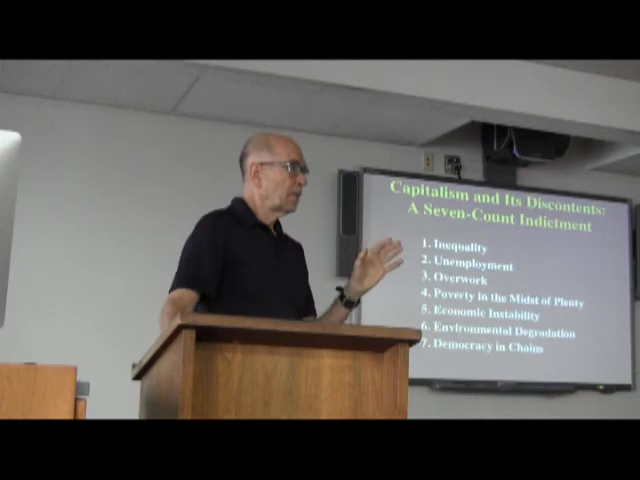 Capitalism and Its Discontents:
A Seven-Count Indictment
1. Inequality
2. Unemployment
3. Overwork
4. Poverty in the Midst of Plenty
5. Economic Instability
6. Environmental Degradation
7. Democracy in Chains